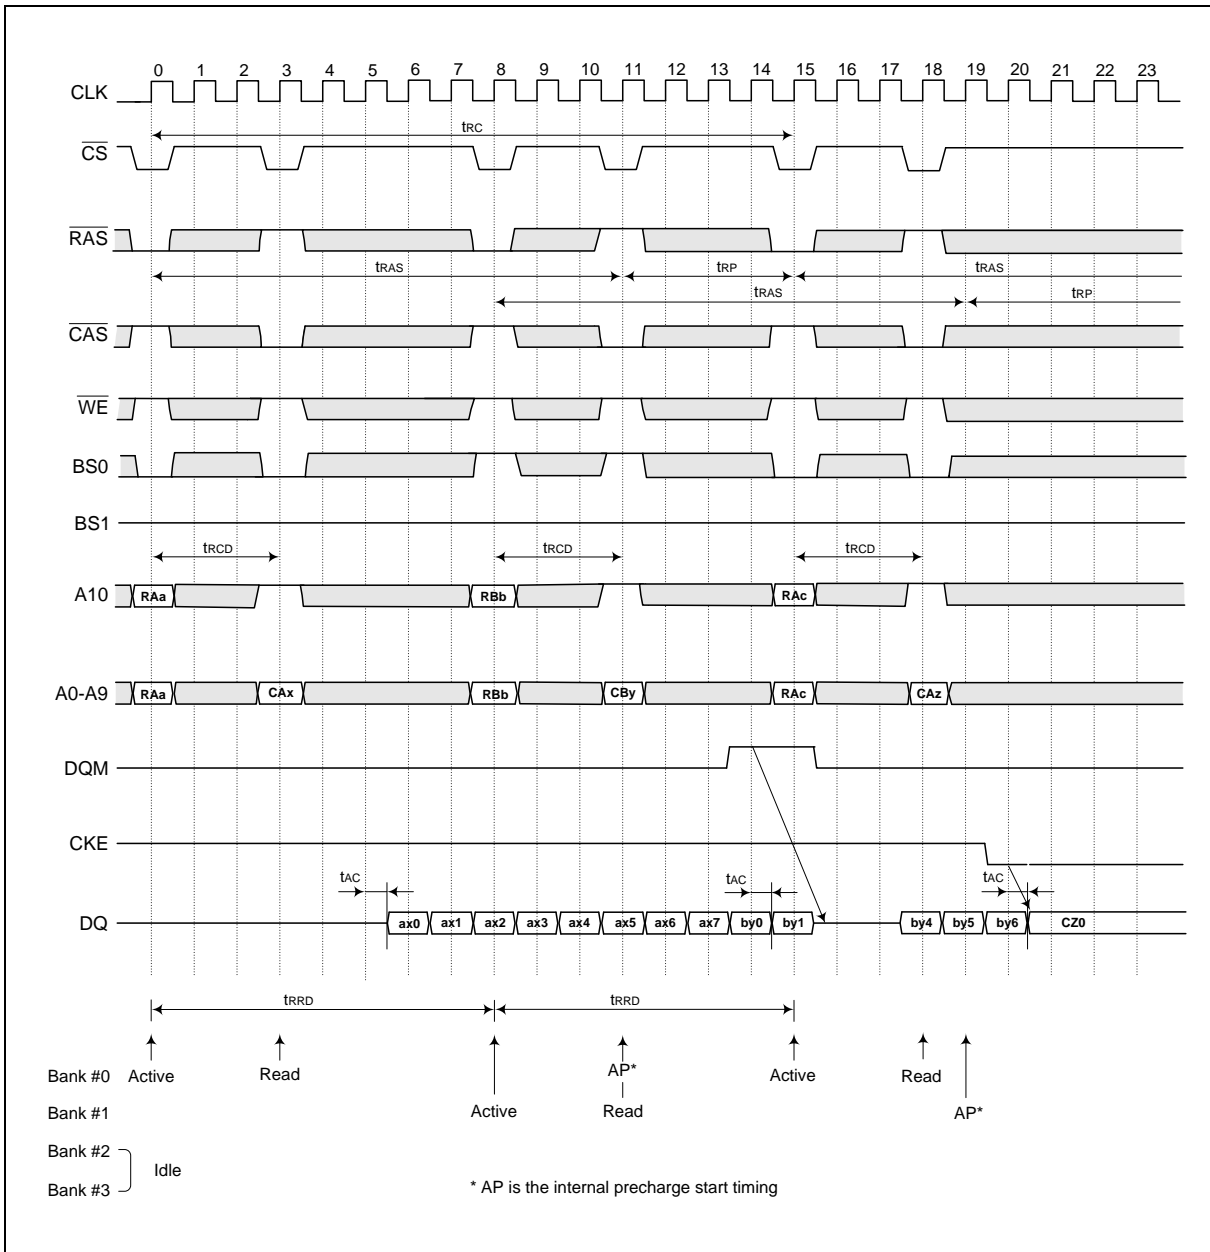 0 1 2 3 4 5 6 7 8 9 10 11 12 13 14 15 16 17 18 19 20 21 22 23
CLK
tRC
CS
RAS
tRAS tRP tRAS
tRAS tRP
CAS
WE
BS0
BS1
tRCD tRCD tRCD
A10 RAa RBb RAc
A0-A9 RAa CAx RBb CBy RAc CAz
DQM
CKE
tAC tAC tAC
DQ ax0 ax1 ax2 ax3 ax4 ax5 ax6 ax7 by0 by1 by4 by5 by6 CZ0
tRRD tRRD
Bank #0 Active Read AP* Active Read
Bank #1 Active Read AP*
Bank #2
Idle
Bank #3
* AP is the internal precharge start timing